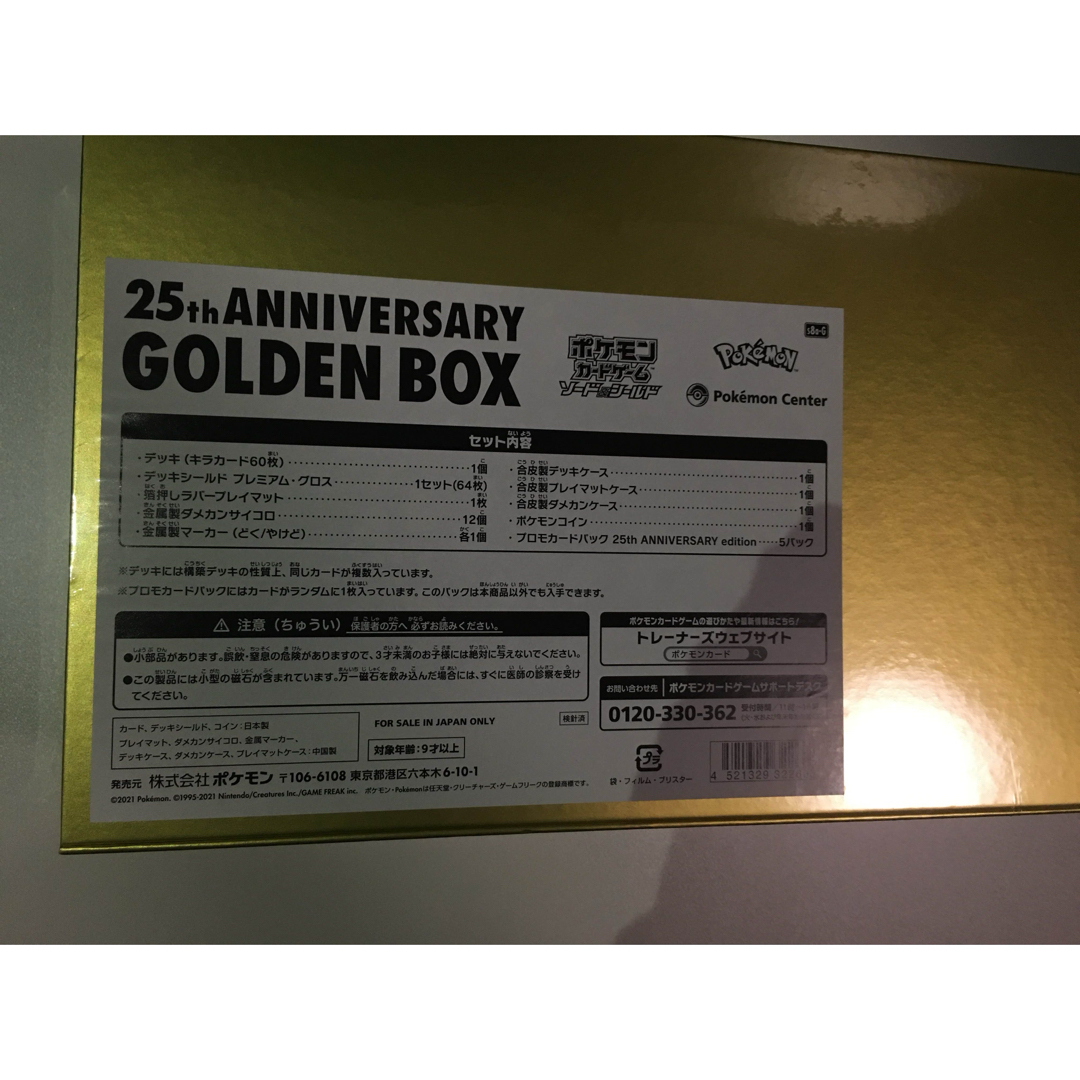 25th ANNIVERSARY
GOLDEN BOX
ポケモン
カードゲーム
ソード&シールド
s8a-G
POKéMON
Pokémon Center
セット内容
・デッキ(キラカード60枚) 1個
・デッキシールド プレミアム・グロス 1セット(64枚)
・箔押しラバープレイマット 1枚
・金属製ダメカンサイコロ 12個
・金属製マーカー(どく/やけど) 各1個
・合皮製デッキケース 1個
・合皮製プレイマットケース 1個
・合皮製ダメカンケース 1個
・ポケモンコイン 1個
・プロモカードパック 25th ANNIVERSARY edition 5パック
※デッキには構築デッキの性質上、同じカードが複数入っています。
※プロモカードパックにはカードがランダムに1枚入っています。このパックは本商品以外でも入手できます。
⚠ 注意(ちゅうい) 保護者の方へ 必ずお読みください。
●小部品があります。誤飲・窒息の危険がありますので、3才未満のお子様には絶対に与えないでください。
●この製品には小型の磁石が含まれています。万一磁石を飲み込んだ場合には、すぐに医師の診察を受け
てください。
ポケモンカードゲームの遊びかたや最新情報はこちら!
トレーナーズウェブサイト
ポケモンカード
お問い合わせ先 ポケモンカードゲームサポートデスク
0120-330-362 受付時間
カード、デッキシールド、コイン:日本製
プレイマット、ダメカンサイコロ、金属マーカー、
デッキケース、ダメカンケース、プレイマットケース:中国製
FOR SALE IN JAPAN ONLY
検針済
対象年齢:9才以上
プラ
袋・フィルム・ブリスター
4 521329
発売元 株式会社ポケモン 〒106-6108 東京都港区六本木6-10-1
©2021 Pokémon. ©1995-2021 Nintendo/Creatures Inc./GAME FREAK inc. ポケモン・Pokémonは任天堂・クリーチャーズ・ゲームフリークの登録商標です。